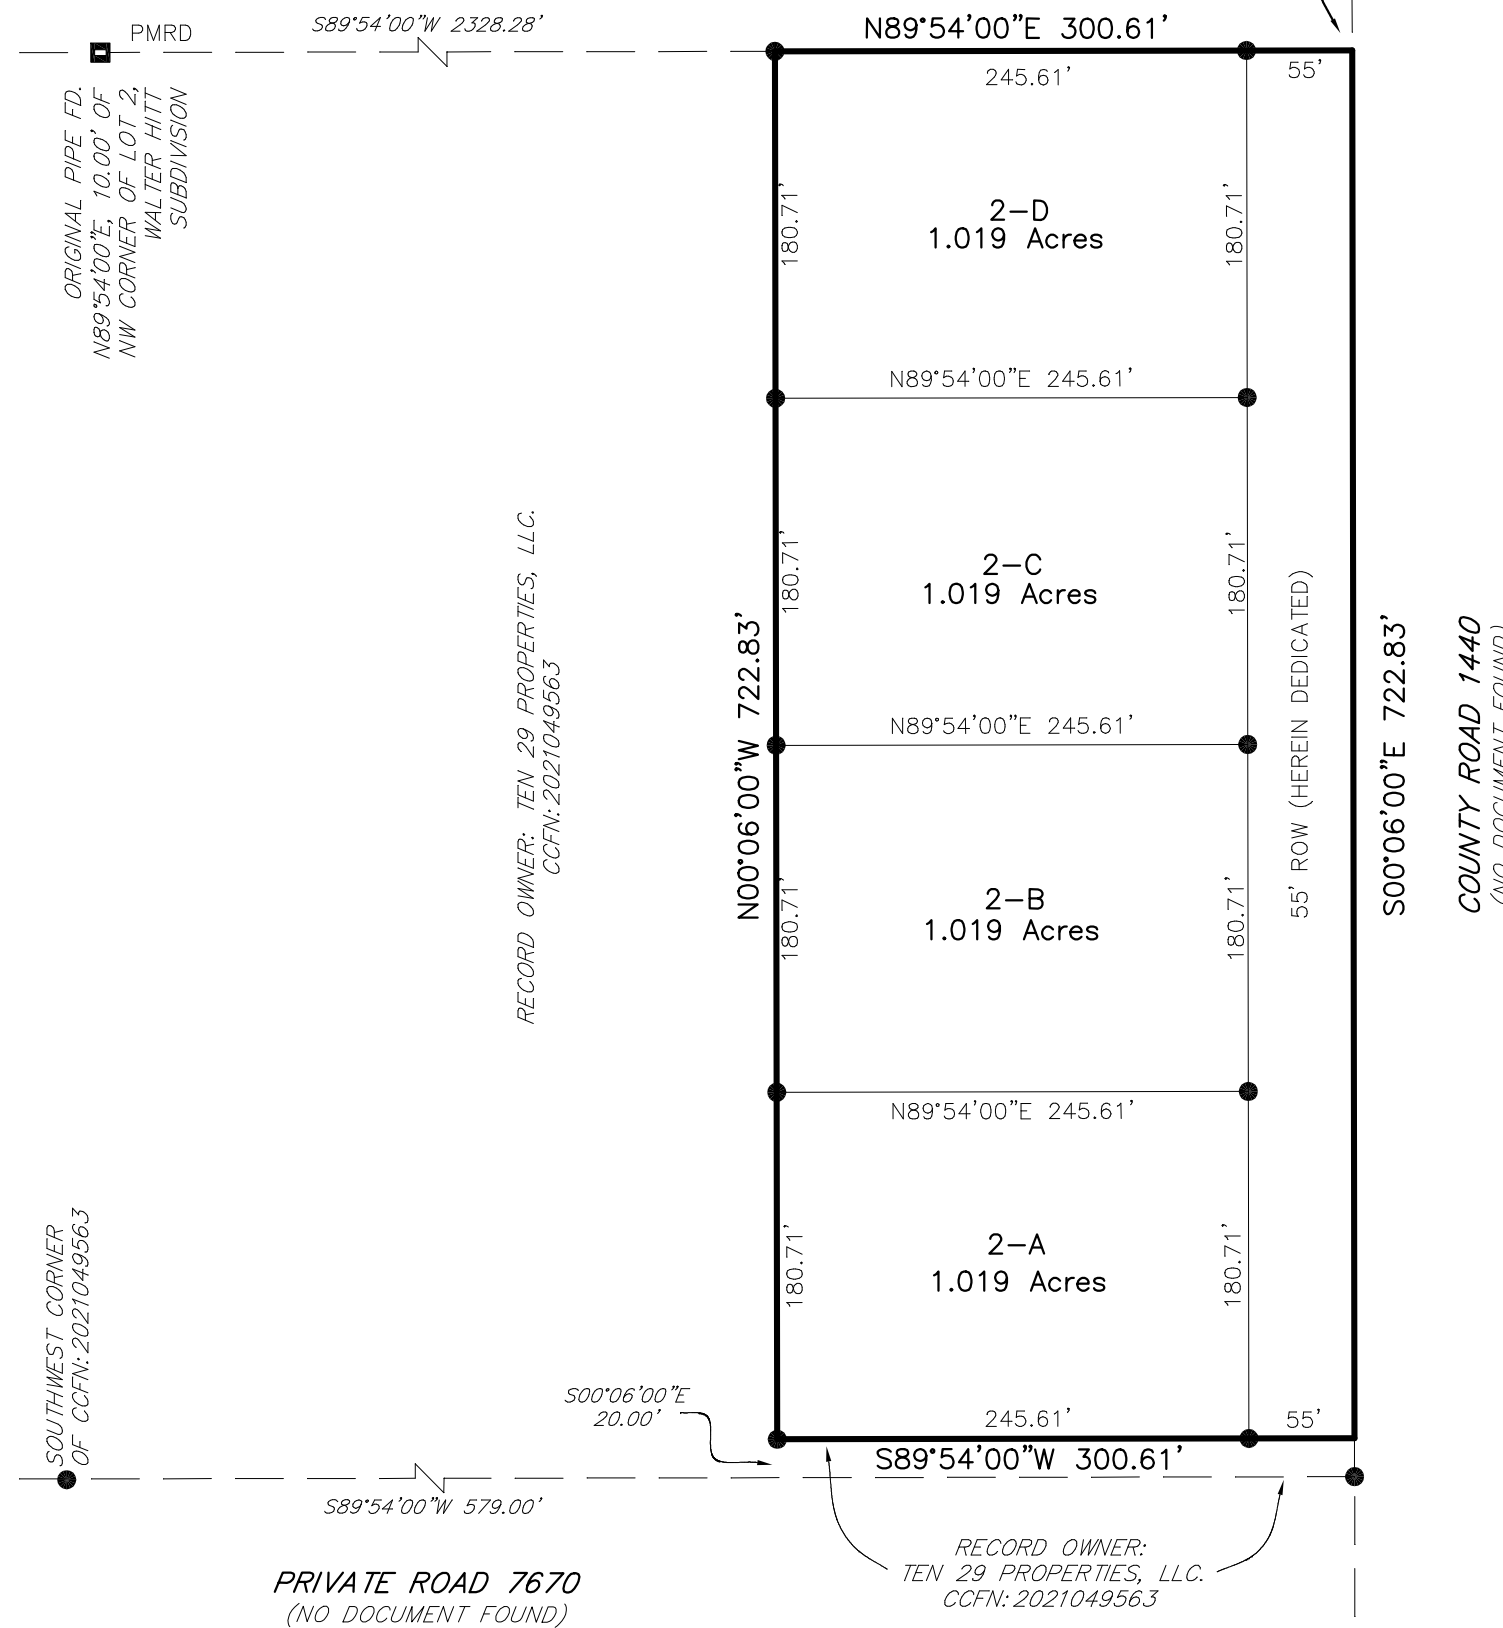 PMRD
S89°54'00"W 2328.28'
N89°54'00"E 300.61'
245.61'
55'
ORIGINAL PIPE FD.
N89°54'00"E, 10.00' OF
NW CORNER OF LOT 2,
WALTER HITT
SUBDIVISION
180.71'
2-D
1.019 Acres
180.71'
N89°54'00"E 245.61'
RECORD OWNER: TEN 29 PROPERTIES, LLC.
CCFN: 2021049563
N00°06'00"W 722.83'
180.71'
2-C
1.019 Acres
180.71'
N89°54'00"E 245.61'
55' ROW (HEREIN DEDICATED)
S00°06'00"E 722.83'
COUNTY ROAD 1440
(NO DOCUMENT FOUND)
180.71'
2-B
1.019 Acres
180.71'
N89°54'00"E 245.61'
180.71'
2-A
1.019 Acres
180.71'
SOUTHWEST CORNER
OF CCFN: 2021049563
S00°06'00"E
20.00'
245.61'
55'
S89°54'00"W 300.61'
S89°54'00"W 579.00'
RECORD OWNER:
TEN 29 PROPERTIES, LLC.
CCFN: 2021049563
PRIVATE ROAD 7670
(NO DOCUMENT FOUND)